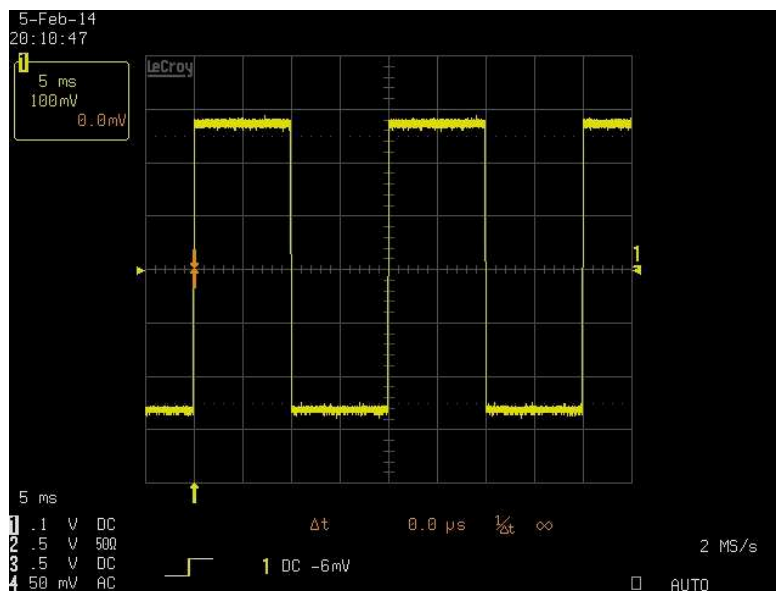 5-Feb-14
20:10:47
1
5 ms
100mV
0.0mV
LeCroy
1
5 ms
1 .1 V DC
2 .5 V 50Ω
3 .5 V DC
4 50 mV AC
Δt 0.0 µs 1/Δt ∞
1 DC -6mV
2 MS/s
AUTO